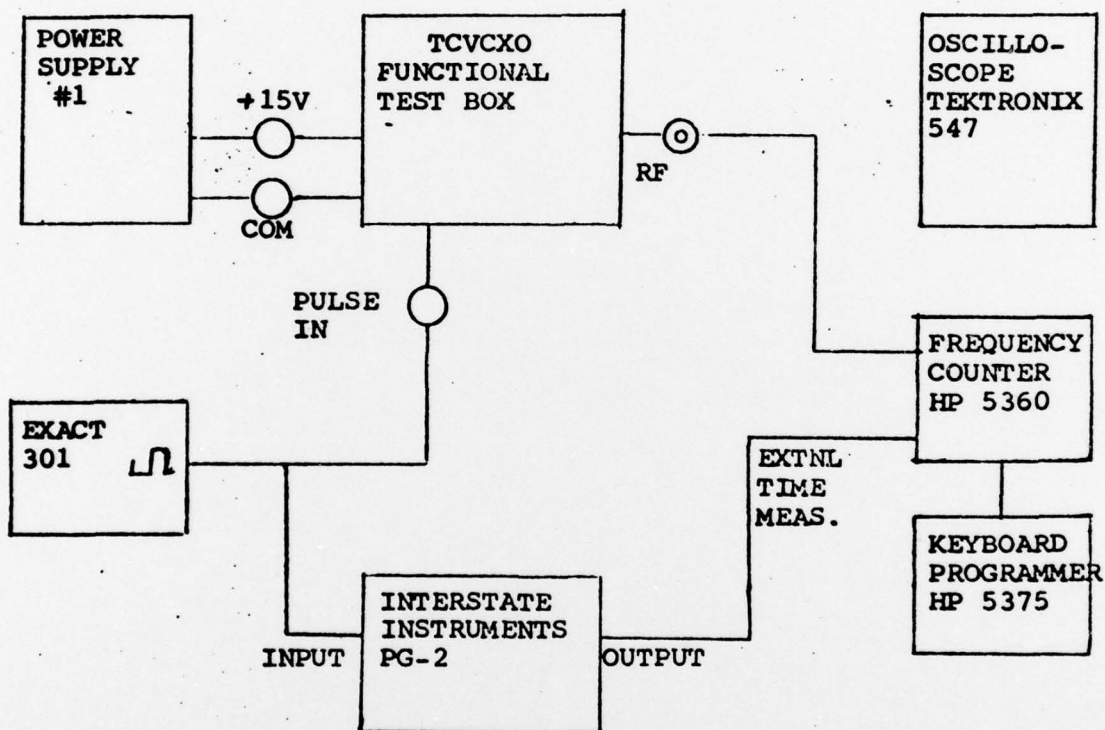 POWER
SUPPLY
#1
+15V
COM
TCVCXO
FUNCTIONAL
TEST BOX
RF
OSCILLO-
SCOPE
TEKTRONIX
547
PULSE
IN
FREQUENCY
COUNTER
HP 5360
EXACT
301
EXTNL
TIME
MEAS.
KEYBOARD
PROGRAMMER
HP 5375
INPUT
INTERSTATE
INSTRUMENTS
PG-2
OUTPUT